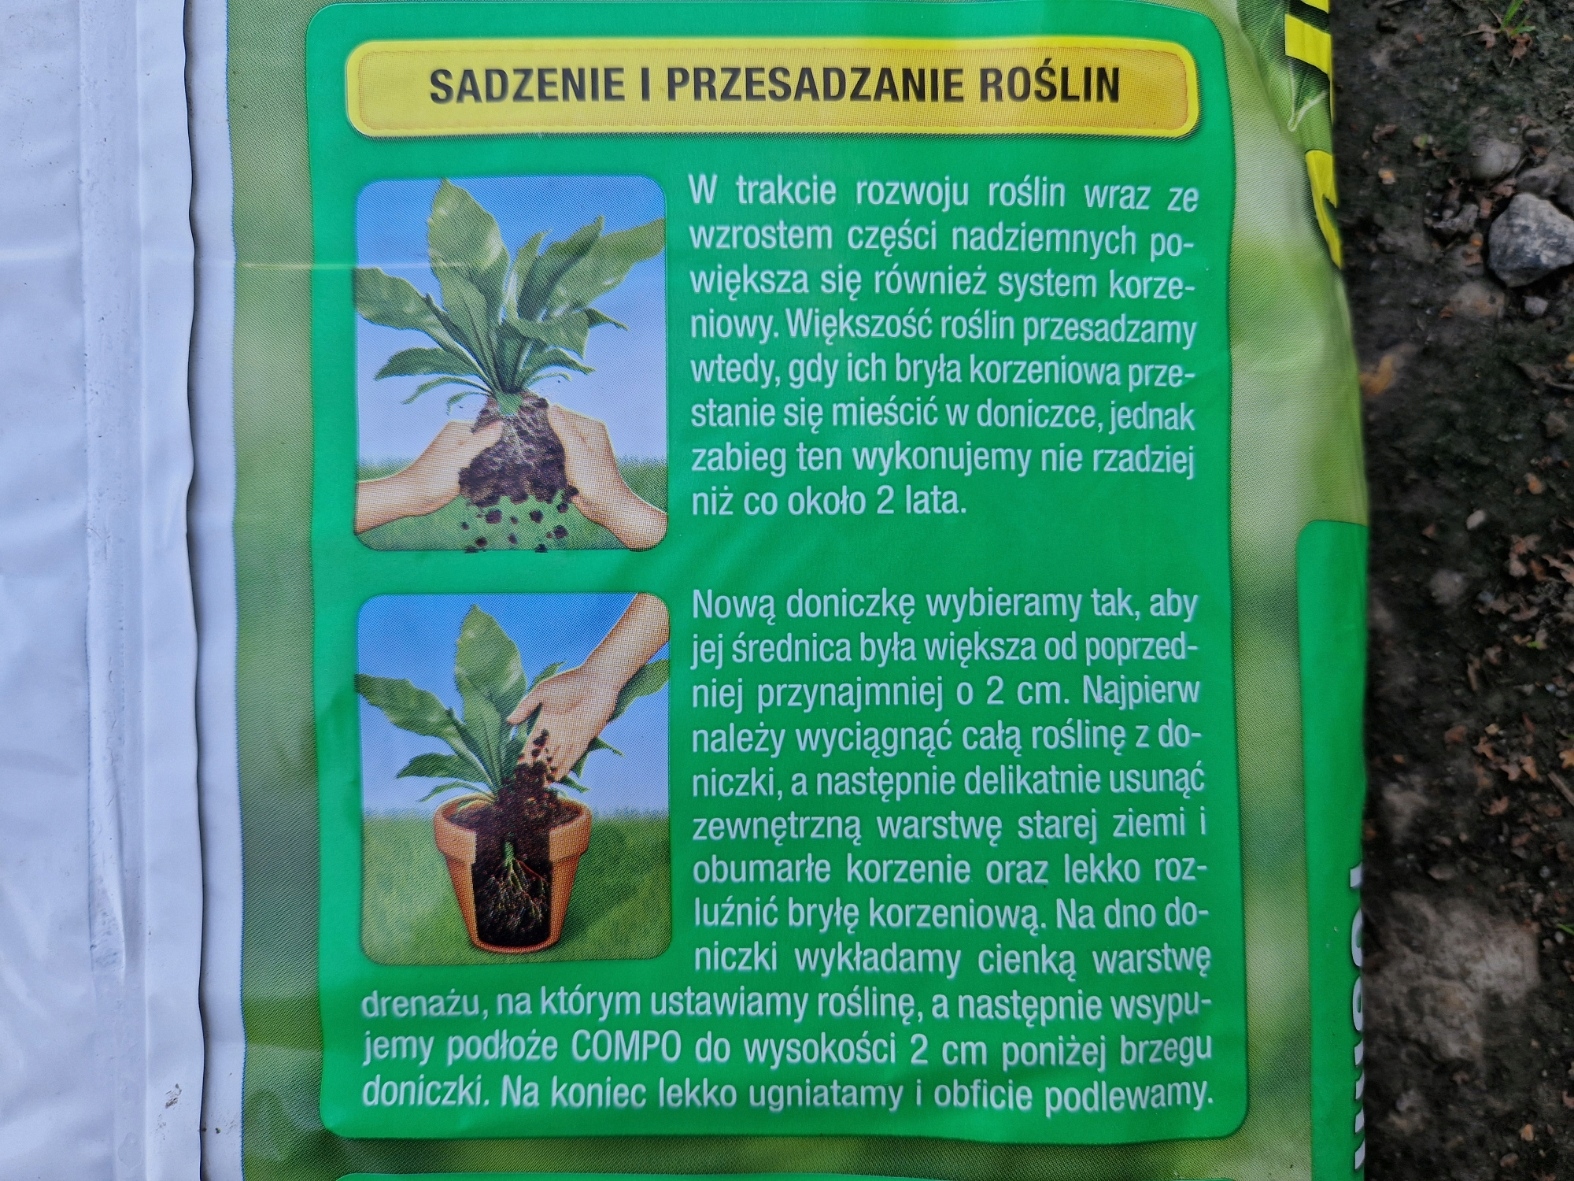 SADZENIE I PRZESADZANIE ROŚLIN
W trakcie rozwoju roślin wraz ze
wzrostem części nadziemnych po-
większa się również system korze-
niowy. Większość roślin przesadzamy
wtedy, gdy ich bryła korzeniowa prze-
stanie się mieścić w doniczce, jednak
zabieg ten wykonujemy nie rzadziej
niż co około 2 lata.
Nową doniczkę wybieramy tak, aby
jej średnica była większa od poprzed-
niej przynajmniej o 2 cm. Najpierw
należy wyciągnąć całą roślinę z do-
niczki, a następnie delikatnie usunąć
zewnętrzną warstwę starej ziemi i
obumarłe korzenie oraz lekko roz-
luźnić bryłę korzeniową. Na dno do-
niczki wykładamy cienką warstwę
drenażu, na którym ustawiamy roślinę, a następnie wsypu-
jemy podłoże COMPO do wysokości 2 cm poniżej brzegu
doniczki. Na koniec lekko ugniatamy i obficie podlewamy.